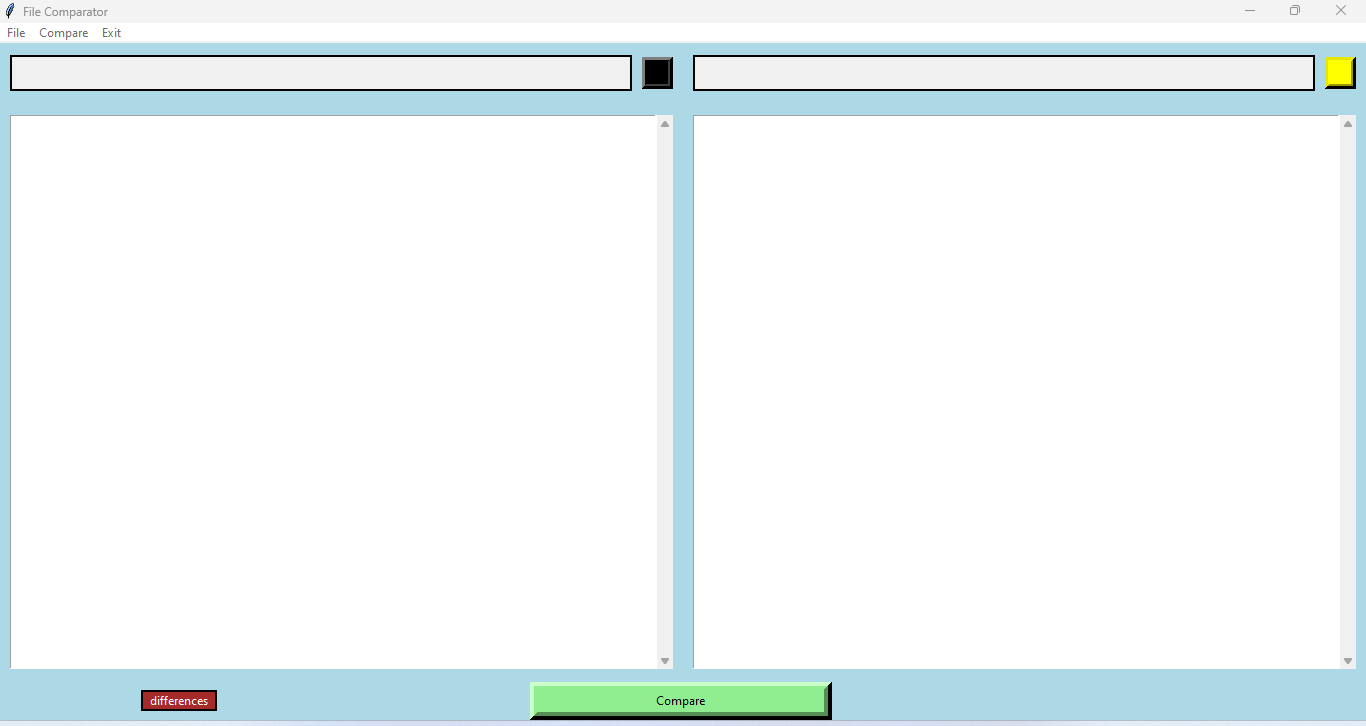 File Comparator
File Compare Exit
differences
Compare